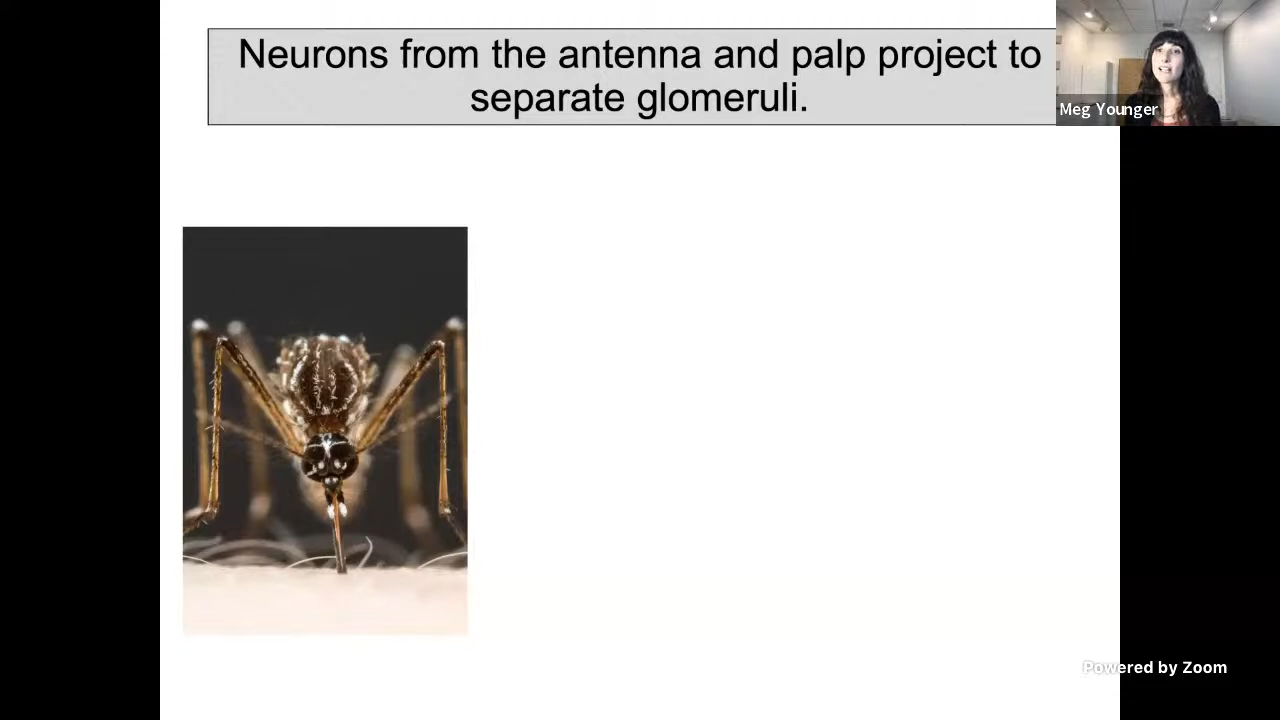 Neurons from the antenna and palp project to
separate glomeruli.
Meg Younger
Powered by Zoom